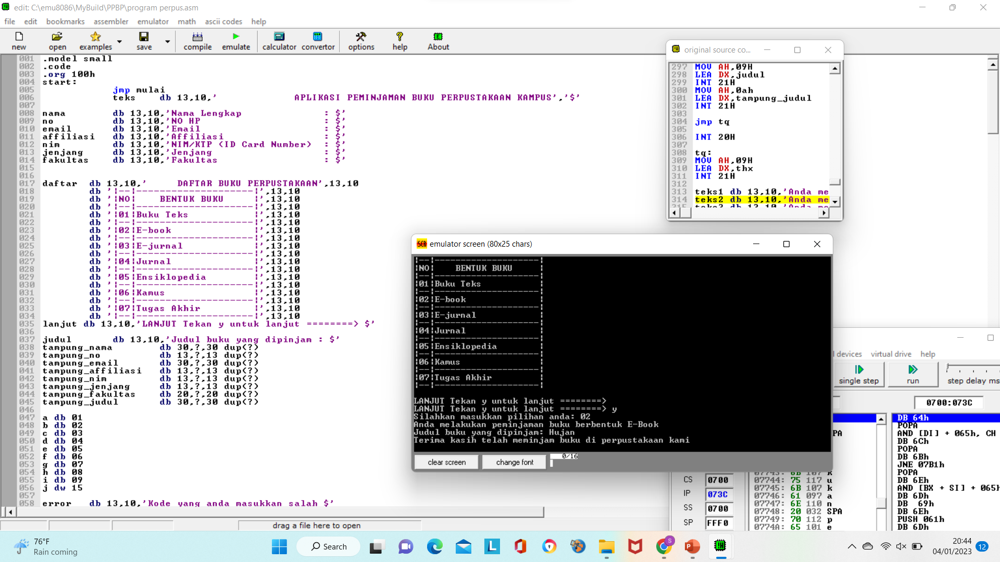 edit: C:\emu8086\MyBuild\PPBP\program perpus.asm
file edit bookmarks assembler emulator math ascii codes help
new open examples save compile emulate calculator convertor options help About
001 .model small
002 .code
003 .org 100h
004 start:
005 jmp mulai
006 teks db 13,10,' APLIKASI PEMINJAMAN BUKU PERPUSTAKAAN KAMPUS','$'
007
008 nama db 13,10,'Nama Lengkap : $'
009 no db 13,10,'NO HP : $'
010 email db 13,10,'Email : $'
011 affiliasi db 13,10,'Affiliasi : $'
012 nim db 13,10,'NIM/KTP (ID Card Number) : $'
013 jenjang db 13,10,'Jenjang : $'
014 fakultas db 13,10,'Fakultas : $'
015
016
017 daftar db 13,10,' DAFTAR BUKU PERPUSTAKAAN',13,10
018 db '|--|--------------------|',13,10
019 db '|NO| BENTUK BUKU |',13,10
020 db '|--|--------------------|',13,10
021 db '|01|Buku Teks |',13,10
022 db '|--|--------------------|',13,10
023 db '|02|E-book |',13,10
024 db '|--|--------------------|',13,10
025 db '|03|E-jurnal |',13,10
026 db '|--|--------------------|',13,10
027 db '|04|Jurnal |',13,10
028 db '|--|--------------------|',13,10
029 db '|05|Ensiklopedia |',13,10
030 db '|--|--------------------|',13,10
031 db '|06|Kamus |',13,10
032 db '|--|--------------------|',13,10
033 db '|07|Tugas Akhir |',13,10
034 db '|--|--------------------|',13,10
035 lanjut db 13,10,'LANJUT Tekan y untuk lanjut ========> $'
036
037 judul db 13,10,'Judul buku yang dipinjam : $'
038 tampung_nama db 30,?,30 dup(?)
039 tampung_no db 13,?,13 dup(?)
040 tampung_email db 30,?,30 dup(?)
041 tampung_affiliasi db 13,?,13 dup(?)
042 tampung_nim db 13,?,13 dup(?)
043 tampung_jenjang db 13,?,13 dup(?)
044 tampung_fakultas db 20,?,20 dup(?)
045 tampung_judul db 30,?,30 dup(?)
046
047 a db 01
048 b db 02
049 c db 03
050 d db 04
051 e db 05
052 f db 06
053 g db 07
054 h db 08
055 i db 09
056 j dw 15
057
058 error db 13,10,'Kode yang anda masukkan salah $'
drag a file here to open
original source co...
297 MOV AH,09H
298 LEA DX,judul
299 INT 21H
300 MOV AH,0ah
301 LEA DX,tampung_judul
302 INT 21H
303
304 jmp tq
305
306 INT 20H
307
308 tq:
309 MOV AH,09H
310 LEA DX,thx
311 INT 21H
312
313 teks1 db 13,10,'Anda me
314 teks2 db 13,10,'Anda me
315 teks3 db 13,10,'Anda me
emulator screen (80x25 chars)
|--|--------------------|
|NO| BENTUK BUKU |
|--|--------------------|
|01|Buku Teks |
|--|--------------------|
|02|E-book |
|--|--------------------|
|03|E-jurnal |
|--|--------------------|
|04|Jurnal |
|--|--------------------|
|05|Ensiklopedia |
|--|--------------------|
|06|Kamus |
|--|--------------------|
|07|Tugas Akhir |
|--|--------------------|
LANJUT Tekan y untuk lanjut ========>
LANJUT Tekan y untuk lanjut ========> y
Silahkan masukkan pilihan anda: 02
Anda melakukan peminjaman buku berbentuk E-Book
Judul buku yang dipinjam: Hujan
Terima kasih telah meminjam buku di perpustakaan kami
clear screen change font 0/16
devices virtual drive help
single step run step delay ms
0700:073C
PA
DB 64h
POPA
AND [DI] + 065h, CH
DB 6Ch
POPA
DB 6Bh
JNE 07B1h
POPA
DB 6Eh
AND [BX + SI] + 065h
DB 6Dh
DB 69h
DB 6Eh
PUSH 061h
DB 6Dh
CS 0700
IP 073C
SS 0700
SP FFF0
07743: 6B 107 k
07744: 75 117 u
07745: 6B 107 k
07746: 61 097 a
07747: 6E 110 n
07748: 20 032 SPA
07749: 70 112 p
0774A: 65 101 e
76°F
Rain coming
Search
20:44
04/01/2023
12